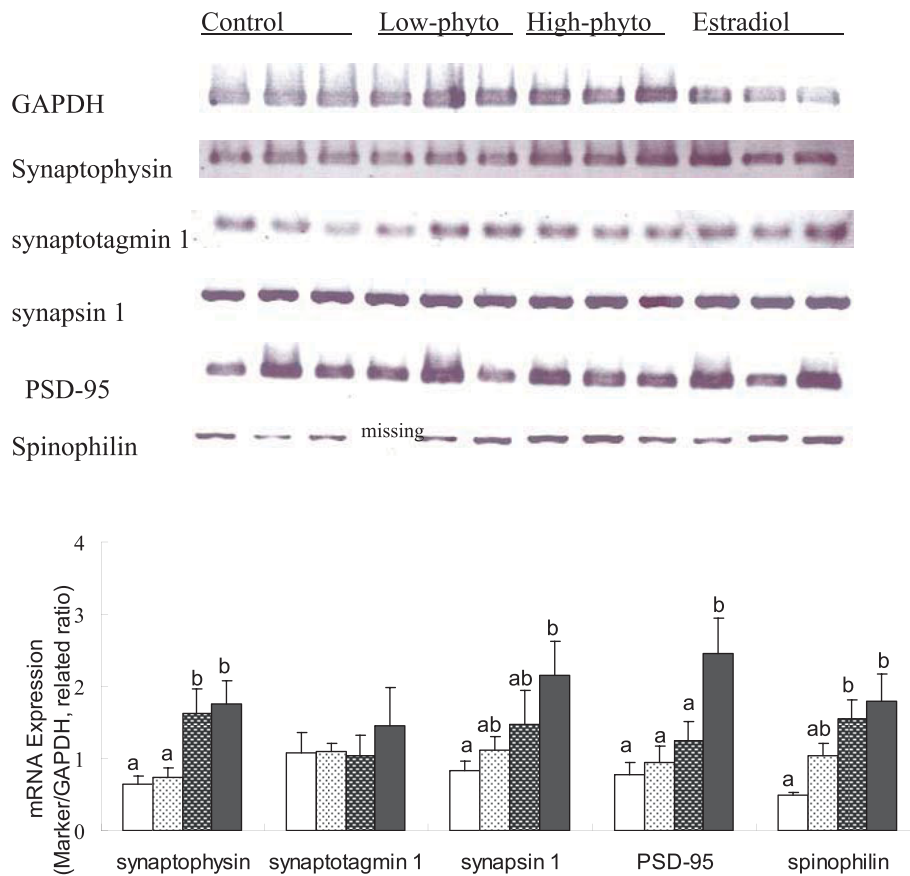 Control Low-phyto High-phyto Estradiol
GAPDH
Synaptophysin
synaptotagmin 1
synapsin 1
PSD-95
missing
Spinophilin
mRNA Expression
(Marker/GAPDH, related ratio)
4
3
2
1
0
a a b b
a ab ab b
a a a b
a ab b b
synaptophysin synaptotagmin 1 synapsin 1 PSD-95 spinophilin